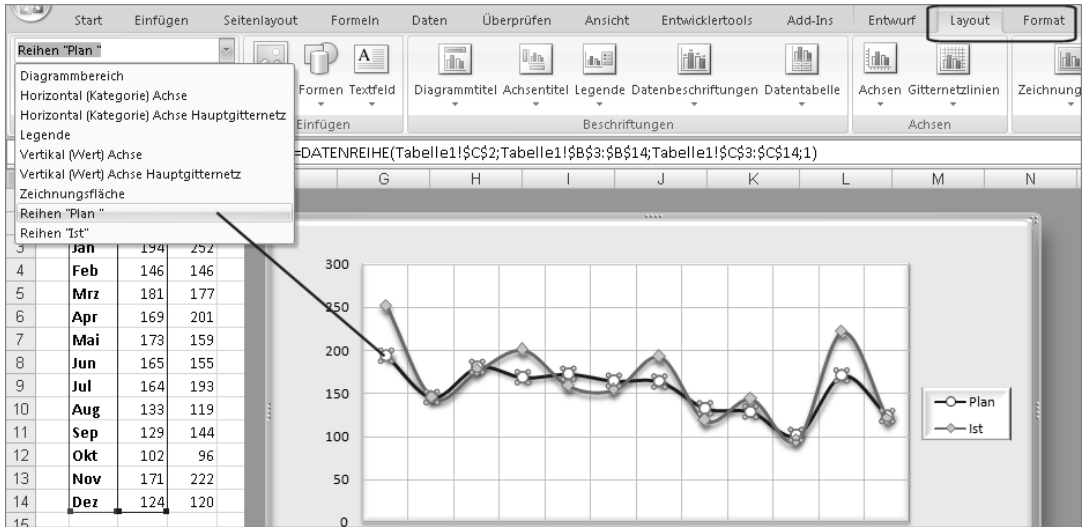 Start Einfügen Seitenlayout Formeln Daten Überprüfen Ansicht Entwicklertools Add-Ins Entwurf Layout Format
Reihen "Plan "
Diagrammbereich
Horizontal (Kategorie) Achse
Horizontal (Kategorie) Achse Hauptgitternetz
Legende
Vertikal (Wert) Achse
Vertikal (Wert) Achse Hauptgitternetz
Zeichnungsfläche
Reihen "Plan "
Reihen "Ist"
Formen Textfeld Diagrammtitel Achsentitel Legende Datenbeschriftungen Datentabelle Achsen Gitternetzlinien Zeichnung
Einfügen Beschriftungen Achsen
=DATENREIHE(Tabelle1!$C$2;Tabelle1!$B$3:$B$14;Tabelle1!$C$3:$C$14;1)
G H I J K L M N
3 Jan 194 252
4 Feb 146 146
5 Mrz 181 177
6 Apr 169 201
7 Mai 173 159
8 Jun 165 155
9 Jul 164 193
10 Aug 133 119
11 Sep 129 144
12 Okt 102 96
13 Nov 171 222
14 Dez 124 120
15
300
250
200
150
100
50
0
Plan
Ist